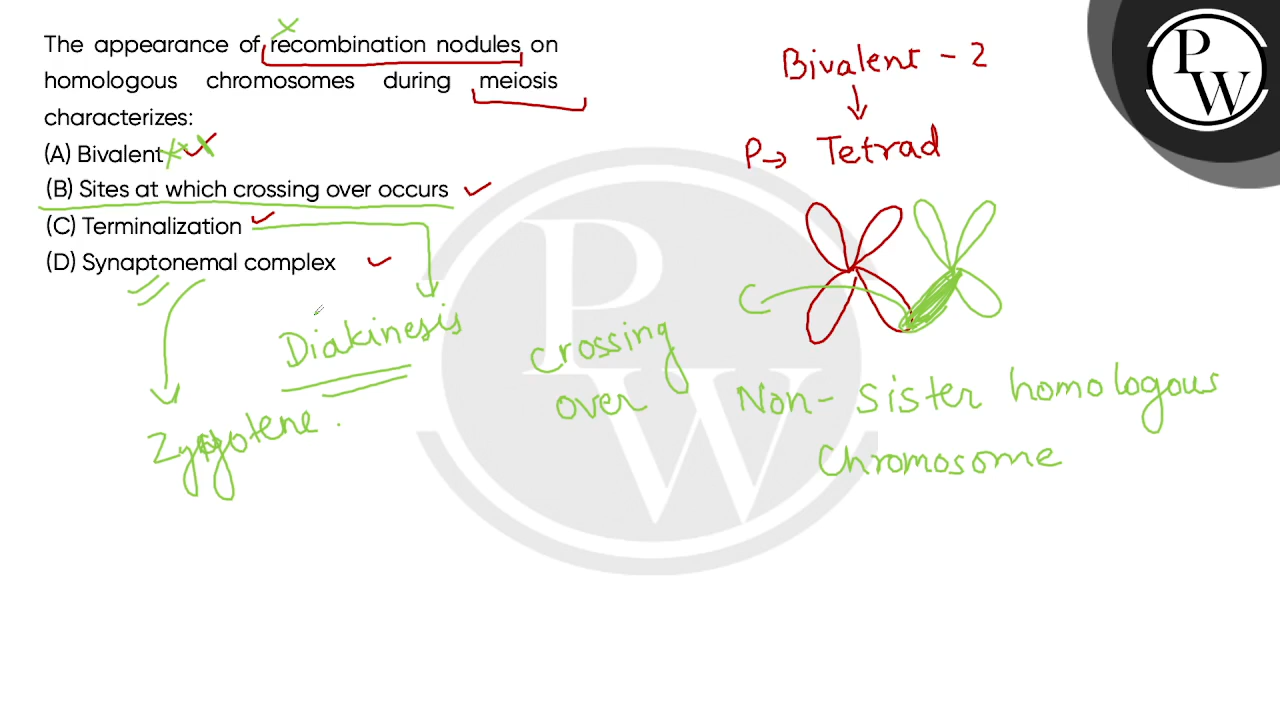 The appearance of recombination nodules on
homologous chromosomes during meiosis
characterizes:
(A) Bivalent
(B) Sites at which crossing over occurs
(C) Terminalization
(D) Synaptonemal complex
Diakinesis
Zygotene.
Bivalent - 2
P→ Tetrad
C
crossing
over
Non- sister homologous
Chromosome
P
W
P
W